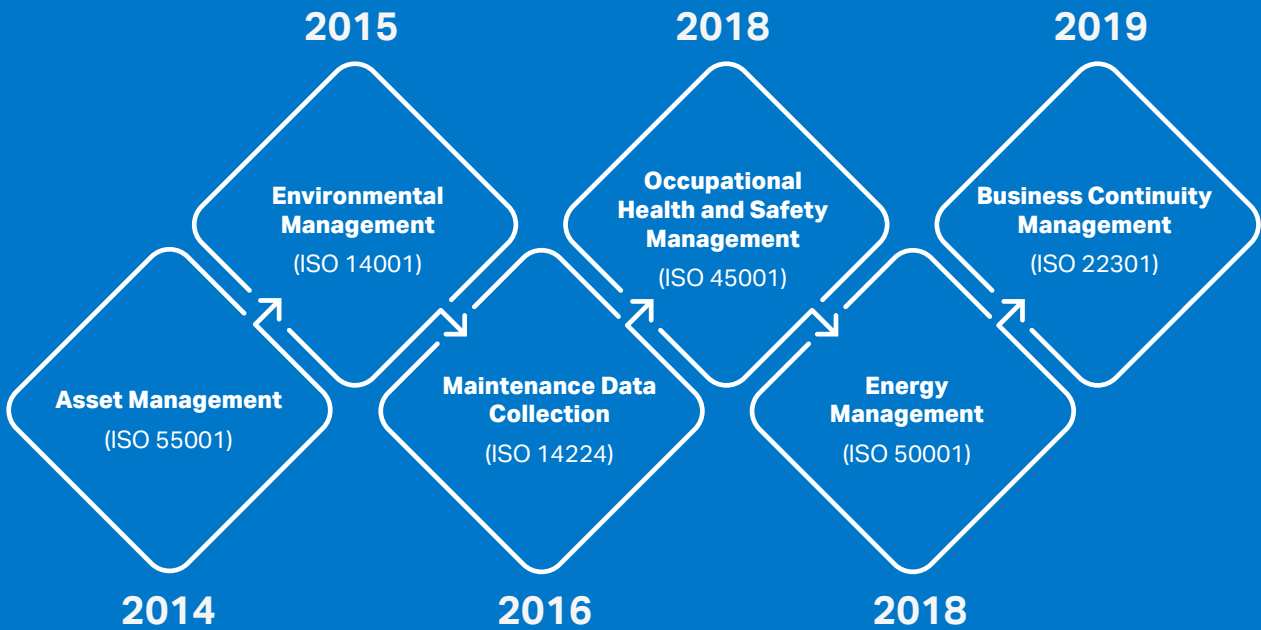 2015
2018
2019
Environmental
Management
(ISO 14001)
Occupational
Health and Safety
Management
(ISO 45001)
Business Continuity
Management
(ISO 22301)
Asset Management
(ISO 55001)
Maintenance Data
Collection
(ISO 14224)
Energy
Management
(ISO 50001)
2014
2016
2018